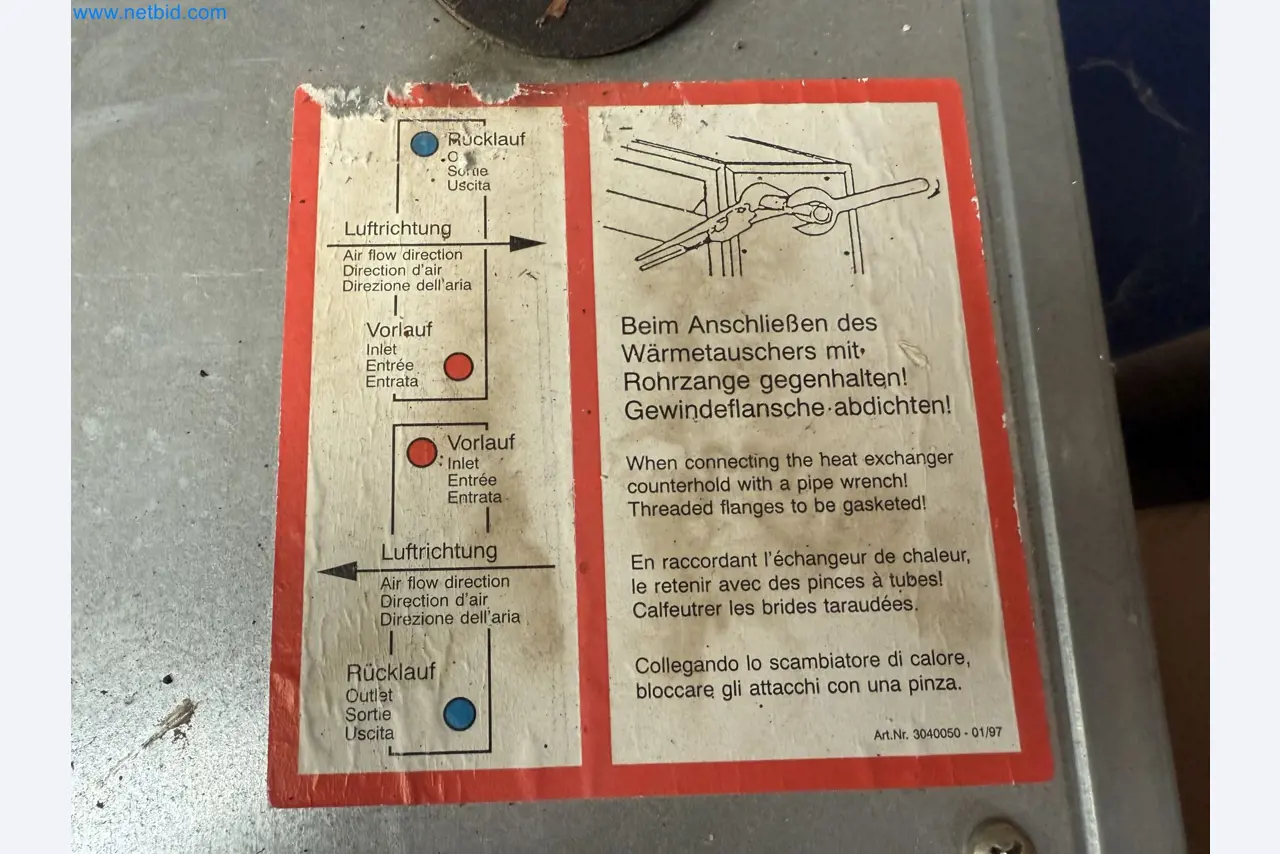 www.netbid.com
Rücklauf
Sortie
Uscita
Luftrichtung
Air flow direction
Direction d'air
Direzione dell'aria
Vorlauf
Inlet
Entrée
Entrata
Vorlauf
Inlet
Entrée
Entrata
Luftrichtung
Air flow direction
Direction d'air
Direzione dell'aria
Rücklauf
Outlet
Sortie
Uscita
Beim Anschließen des
Wärmetauschers mit
Rohrzange gegenhalten!
Gewindeflansche abdichten!
When connecting the heat exchanger
counterhold with a pipe wrench!
Threaded flanges to be gasketed!
En raccordant l'échangeur de chaleur,
le retenir avec des pinces à tubes!
Calfeutrer les brides taraudées.
Collegando lo scambiatore di calore,
bloccare gli attacchi con una pinza.
Art.Nr. 3040050 - 01/97